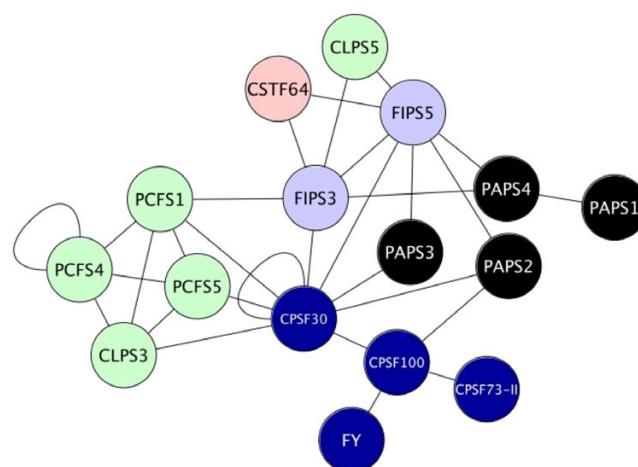 CLPS5
CSTF64
FIPS5
PCFS1
FIPS3
PAPS4
PAPS1
PCFS4
PCFS5
PAPS3
PAPS2
CPSF30
CLPS3
CPSF100
CPSF73-II
FY